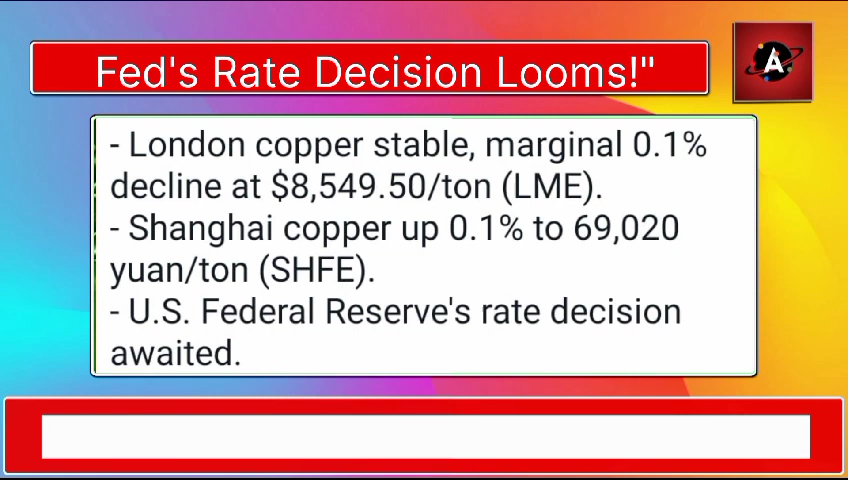 Fed's Rate Decision Looms!"
A
- London copper stable, marginal 0.1%
decline at $8,549.50/ton (LME).
- Shanghai copper up 0.1% to 69,020
yuan/ton (SHFE).
- U.S. Federal Reserve's rate decision
awaited.